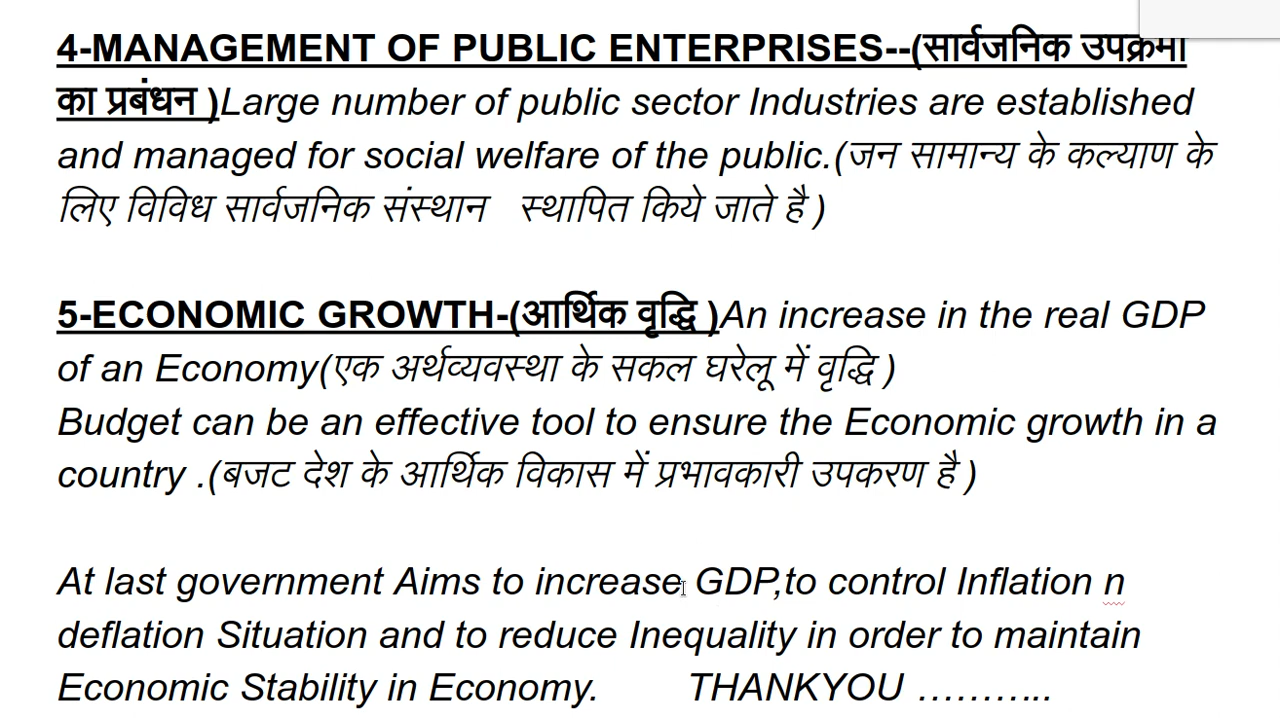 4-MANAGEMENT OF PUBLIC ENTERPRISES--(सार्वजनिक उपक्रमों
का प्रबंधन )Large number of public sector Industries are established
and managed for social welfare of the public.(जन सामान्य के कल्याण के
लिए विविध सार्वजनिक संस्थान स्थापित किये जाते है )
5-ECONOMIC GROWTH-(आर्थिक वृद्धि )An increase in the real GDP
of an Economy(एक अर्थव्यवस्था के सकल घरेलू में वृद्धि )
Budget can be an effective tool to ensure the Economic growth in a
country .(बजट देश के आर्थिक विकास में प्रभावकारी उपकरण है )
At last government Aims to increase GDP,to control Inflation n
deflation Situation and to reduce Inequality in order to maintain
Economic Stability in Economy. THANKYOU ………..